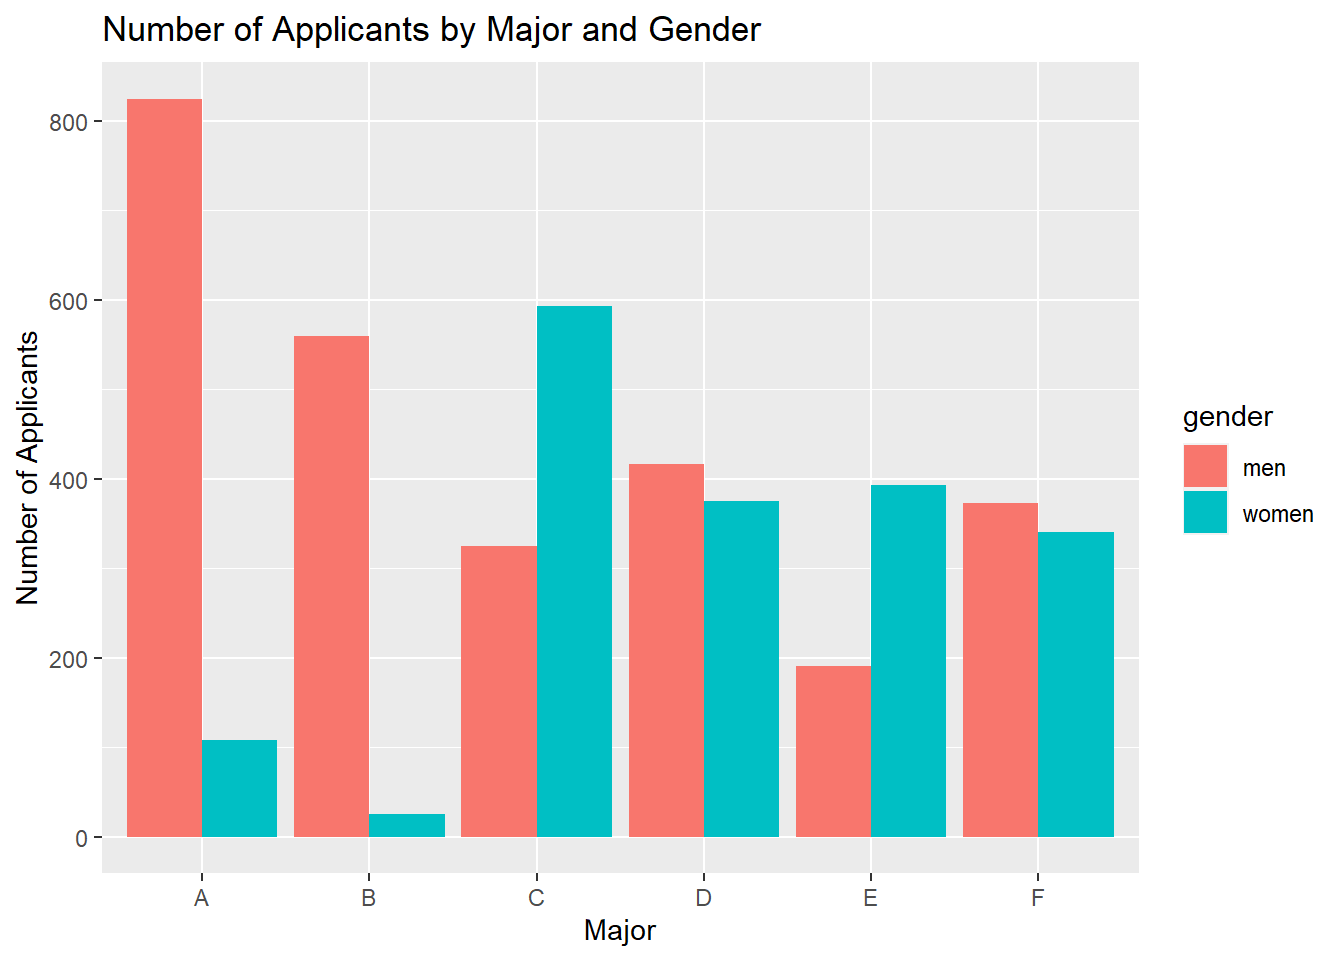 Number of Applicants by Major and Gender
Number of Applicants
800
600
400
200
0
A B C D E F
Major
gender
men
women